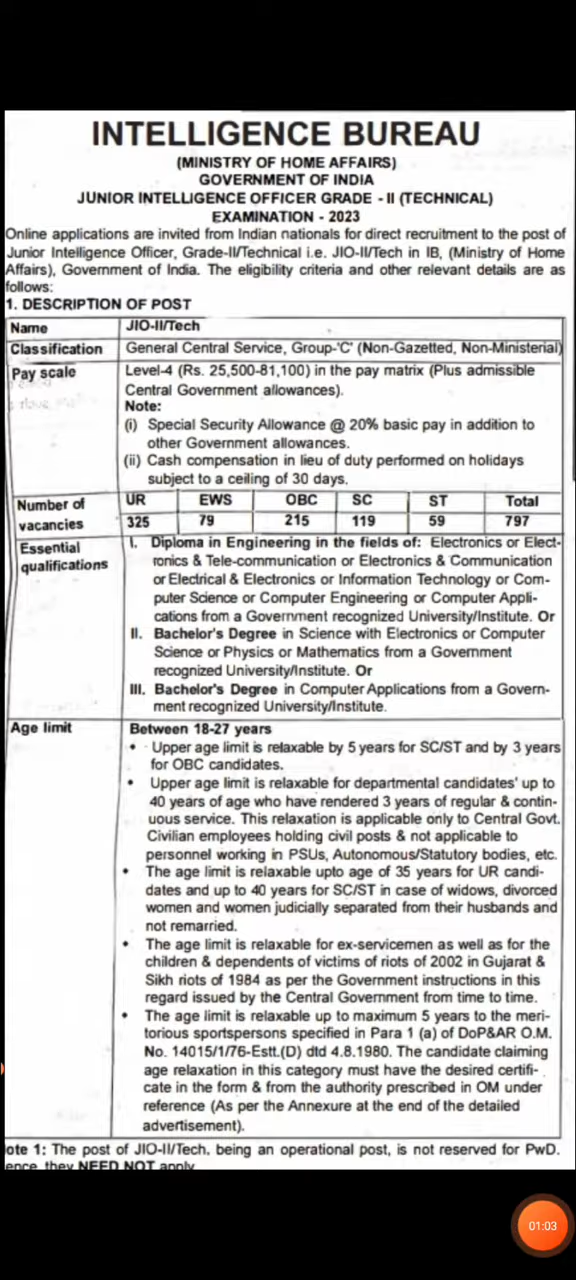 INTELLIGENCE BUREAU
(MINISTRY OF HOME AFFAIRS)
GOVERNMENT OF INDIA
JUNIOR INTELLIGENCE OFFICER GRADE - II (TECHNICAL)
EXAMINATION - 2023
Online applications are invited from Indian nationals for direct recruitment to the post of
Junior Intelligence Officer, Grade-II/Technical i.e. JIO-II/Tech in IB, (Ministry of Home
Affairs), Government of India. The eligibility criteria and other relevant details are as
follows:
1. DESCRIPTION OF POST
Name JIO-II/Tech
Classification General Central Service, Group-'C' (Non-Gazetted, Non-Ministerial)
Pay scale Level-4 (Rs. 25,500-81,100) in the pay matrix (Plus admissible
Central Government allowances).
Note:
(i) Special Security Allowance @ 20% basic pay in addition to
other Government allowances.
(ii) Cash compensation in lieu of duty performed on holidays
subject to a ceiling of 30 days.
Number of vacancies UR EWS OBC SC ST Total
325 79 215 119 59 797
Essential qualifications I. Diploma in Engineering in the fields of: Electronics or Elect-
ronics & Tele-communication or Electronics & Communication
or Electrical & Electronics or Information Technology or Com-
puter Science or Computer Engineering or Computer Appli-
cations from a Government recognized University/Institute. Or
II. Bachelor's Degree in Science with Electronics or Computer
Science or Physics or Mathematics from a Government
recognized University/Institute. Or
III. Bachelor's Degree in Computer Applications from a Govern-
ment recognized University/Institute.
Age limit Between 18-27 years
• Upper age limit is relaxable by 5 years for SC/ST and by 3 years
for OBC candidates.
• Upper age limit is relaxable for departmental candidates' up to
40 years of age who have rendered 3 years of regular & contin-
uous service. This relaxation is applicable only to Central Govt.
Civilian employees holding civil posts & not applicable to
personnel working in PSUs, Autonomous/Statutory bodies, etc.
• The age limit is relaxable upto age of 35 years for UR candi-
dates and up to 40 years for SC/ST in case of widows, divorced
women and women judicially separated from their husbands and
not remarried.
• The age limit is relaxable for ex-servicemen as well as for the
children & dependents of victims of riots of 2002 in Gujarat &
Sikh riots of 1984 as per the Government instructions in this
regard issued by the Central Government from time to time.
• The age limit is relaxable up to maximum 5 years to the meri-
torious sportspersons specified in Para 1 (a) of DoP&AR O.M.
No. 14015/1/76-Estt.(D) dtd 4.8.1980. The candidate claiming
age relaxation in this category must have the desired certifi-
cate in the form & from the authority prescribed in OM under
reference (As per the Annexure at the end of the detailed
advertisement).
ote 1: The post of JIO-II/Tech, being an operational post, is not reserved for PwD.
ence, they NEED NOT apply
01:03